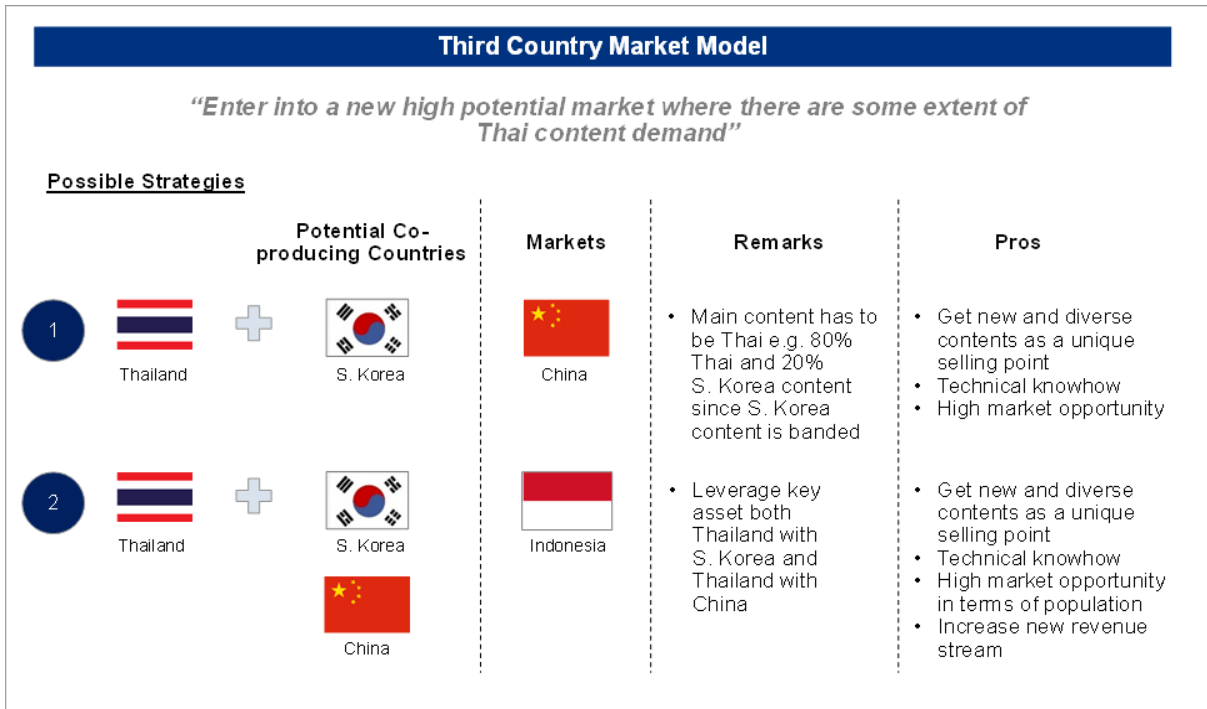 Third Country Market Model
“Enter into a new high potential market where there are some extent of
Thai content demand”
Possible Strategies
Potential Co-
producing Countries
Markets
Remarks
Pros
1
Thailand
S. Korea
China
• Main content has to
be Thai e.g. 80%
Thai and 20%
S. Korea content
since S. Korea
content is banded
• Get new and diverse
contents as a unique
selling point
• Technical knowhow
• High market opportunity
2
Thailand
S. Korea
China
Indonesia
• Leverage key
asset both
Thailand with
S. Korea and
Thailand with
China
• Get new and diverse
contents as a unique
selling point
• Technical knowhow
• High market opportunity
in terms of population
• Increase new revenue
stream